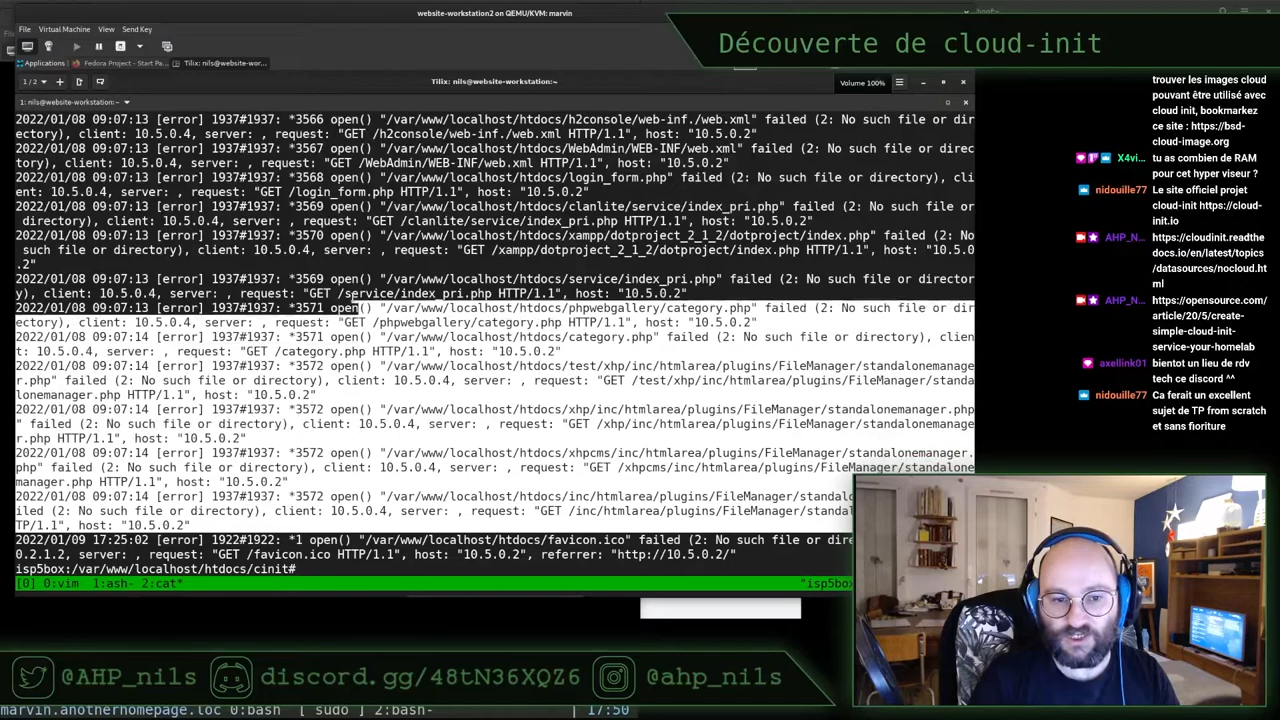 website-workstation2 on QEMU/KVM: marvin
File Virtual Machine View Send Key
Applications Fedora Project - Start Pa... Tilix: nils@website-wor...
1 / 2 Tilix: nils@website-workstation:~ Volume 100%
1: nils@website-workstation:~
2022/01/08 09:07:13 [error] 1937#1937: *3566 open() "/var/www/localhost/htdocs/h2console/web-inf./web.xml" failed (2: No such file or dir
ectory), client: 10.5.0.4, server: , request: "GET /h2console/web-inf./web.xml HTTP/1.1", host: "10.5.0.2"
2022/01/08 09:07:13 [error] 1937#1937: *3567 open() "/var/www/localhost/htdocs/WebAdmin/WEB-INF/web.xml" failed (2: No such file or direc
tory), client: 10.5.0.4, server: , request: "GET /WebAdmin/WEB-INF/web.xml HTTP/1.1", host: "10.5.0.2"
2022/01/08 09:07:13 [error] 1937#1937: *3568 open() "/var/www/localhost/htdocs/login_form.php" failed (2: No such file or directory), cli
ent: 10.5.0.4, server: , request: "GET /login_form.php HTTP/1.1", host: "10.5.0.2"
2022/01/08 09:07:13 [error] 1937#1937: *3569 open() "/var/www/localhost/htdocs/clanlite/service/index_pri.php" failed (2: No such file or
 directory), client: 10.5.0.4, server: , request: "GET /clanlite/service/index_pri.php HTTP/1.1", host: "10.5.0.2"
2022/01/08 09:07:13 [error] 1937#1937: *3570 open() "/var/www/localhost/htdocs/xampp/dotproject_2_1_2/dotproject/index.php" failed (2: No
 such file or directory), client: 10.5.0.4, server: , request: "GET /xampp/dotproject_2_1_2/dotproject/index.php HTTP/1.1", host: "10.5.0
.2"
2022/01/08 09:07:13 [error] 1937#1937: *3569 open() "/var/www/localhost/htdocs/service/index_pri.php" failed (2: No such file or director
y), client: 10.5.0.4, server: , request: "GET /service/index_pri.php HTTP/1.1", host: "10.5.0.2"
2022/01/08 09:07:13 [error] 1937#1937: *3571 open() "/var/www/localhost/htdocs/phpwebgallery/category.php" failed (2: No such file or dir
ectory), client: 10.5.0.4, server: , request: "GET /phpwebgallery/category.php HTTP/1.1", host: "10.5.0.2"
2022/01/08 09:07:14 [error] 1937#1937: *3571 open() "/var/www/localhost/htdocs/category.php" failed (2: No such file or directory), clien
t: 10.5.0.4, server: , request: "GET /category.php HTTP/1.1", host: "10.5.0.2"
2022/01/08 09:07:14 [error] 1937#1937: *3572 open() "/var/www/localhost/htdocs/test/xhp/inc/htmlarea/plugins/FileManager/standalonemanage
r.php" failed (2: No such file or directory), client: 10.5.0.4, server: , request: "GET /test/xhp/inc/htmlarea/plugins/FileManager/standa
lonemanager.php HTTP/1.1", host: "10.5.0.2"
2022/01/08 09:07:14 [error] 1937#1937: *3572 open() "/var/www/localhost/htdocs/xhp/inc/htmlarea/plugins/FileManager/standalonemanager.php
" failed (2: No such file or directory), client: 10.5.0.4, server: , request: "GET /xhp/inc/htmlarea/plugins/FileManager/standalonemanage
r.php HTTP/1.1", host: "10.5.0.2"
2022/01/08 09:07:14 [error] 1937#1937: *3572 open() "/var/www/localhost/htdocs/xhpcms/inc/htmlarea/plugins/FileManager/standalonemanager.
php" failed (2: No such file or directory), client: 10.5.0.4, server: , request: "GET /xhpcms/inc/htmlarea/plugins/FileManager/standalone
manager.php HTTP/1.1", host: "10.5.0.2"
2022/01/08 09:07:14 [error] 1937#1937: *3572 open() "/var/www/localhost/htdocs/inc/htmlarea/plugins/FileManager/standal
iled (2: No such file or directory), client: 10.5.0.4, server: , request: "GET /inc/htmlarea/plugins/FileManager/standa
TP/1.1", host: "10.5.0.2"
2022/01/09 17:25:02 [error] 1922#1922: *1 open() "/var/www/localhost/htdocs/favicon.ico" failed (2: No such file or dire
0.2.1.2, server: , request: "GET /favicon.ico HTTP/1.1", host: "10.5.0.2", referrer: "http://10.5.0.2/"
isp5box:/var/www/localhost/htdocs/cinit#
[0] 0:vim 1:ash- 2:cat* "isp5box
Découverte de cloud-init
trouver les images cloud
pouvant être utilisé avec
cloud init, bookmarkez
ce site : https://bsd-
cloud-image.org
X4vi... tu as combien de RAM
pour cet hyper viseur ?
nidouille77 Le site officiel projet
cloud-init https://cloud-
init.io
AHP_N... https://cloudinit.readthe
docs.io/en/latest/topics
/datasources/nocloud.ht
ml
AHP_N... https://opensource.com/
article/20/5/create-
simple-cloud-init-
service-your-homelab
axellink01 bientot un lieu de rdv
tech ce discord ^^
nidouille77 Ca ferait un excellent
sujet de TP from scratch
et sans fioriture
@AHP_nils discord.gg/48tN36XQZ6 @ahp_nils
marvin.anotherhomepage.loc 0:bash [ sudo ] 2:bash- | 17:50